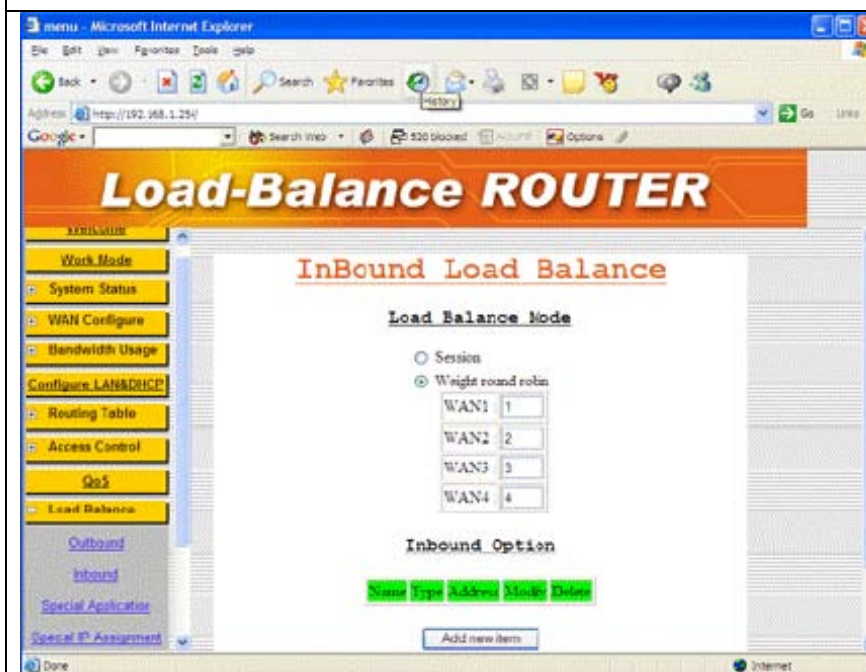 menu - Microsoft Internet Explorer
File Edit View Favorites Tools Help
Back Search Favorites
History
Address http://192.168.1.254/ Go Links
Google Search Web 520 blocked Options
Load-Balance ROUTER
Welcome
Work Mode
System Status
WAN Configure
Bandwidth Usage
Configure LAN&DHCP
Routing Table
Access Control
QoS
Load Balance
Outbound
Inbound
Special Application
Special IP Assignment
InBound Load Balance
Load Balance Mode
Session
Weight round robin
WAN1 1
WAN2 2
WAN3 3
WAN4 4
Inbound Option
Name Type Address Modify Delete
Add new item
Done Internet